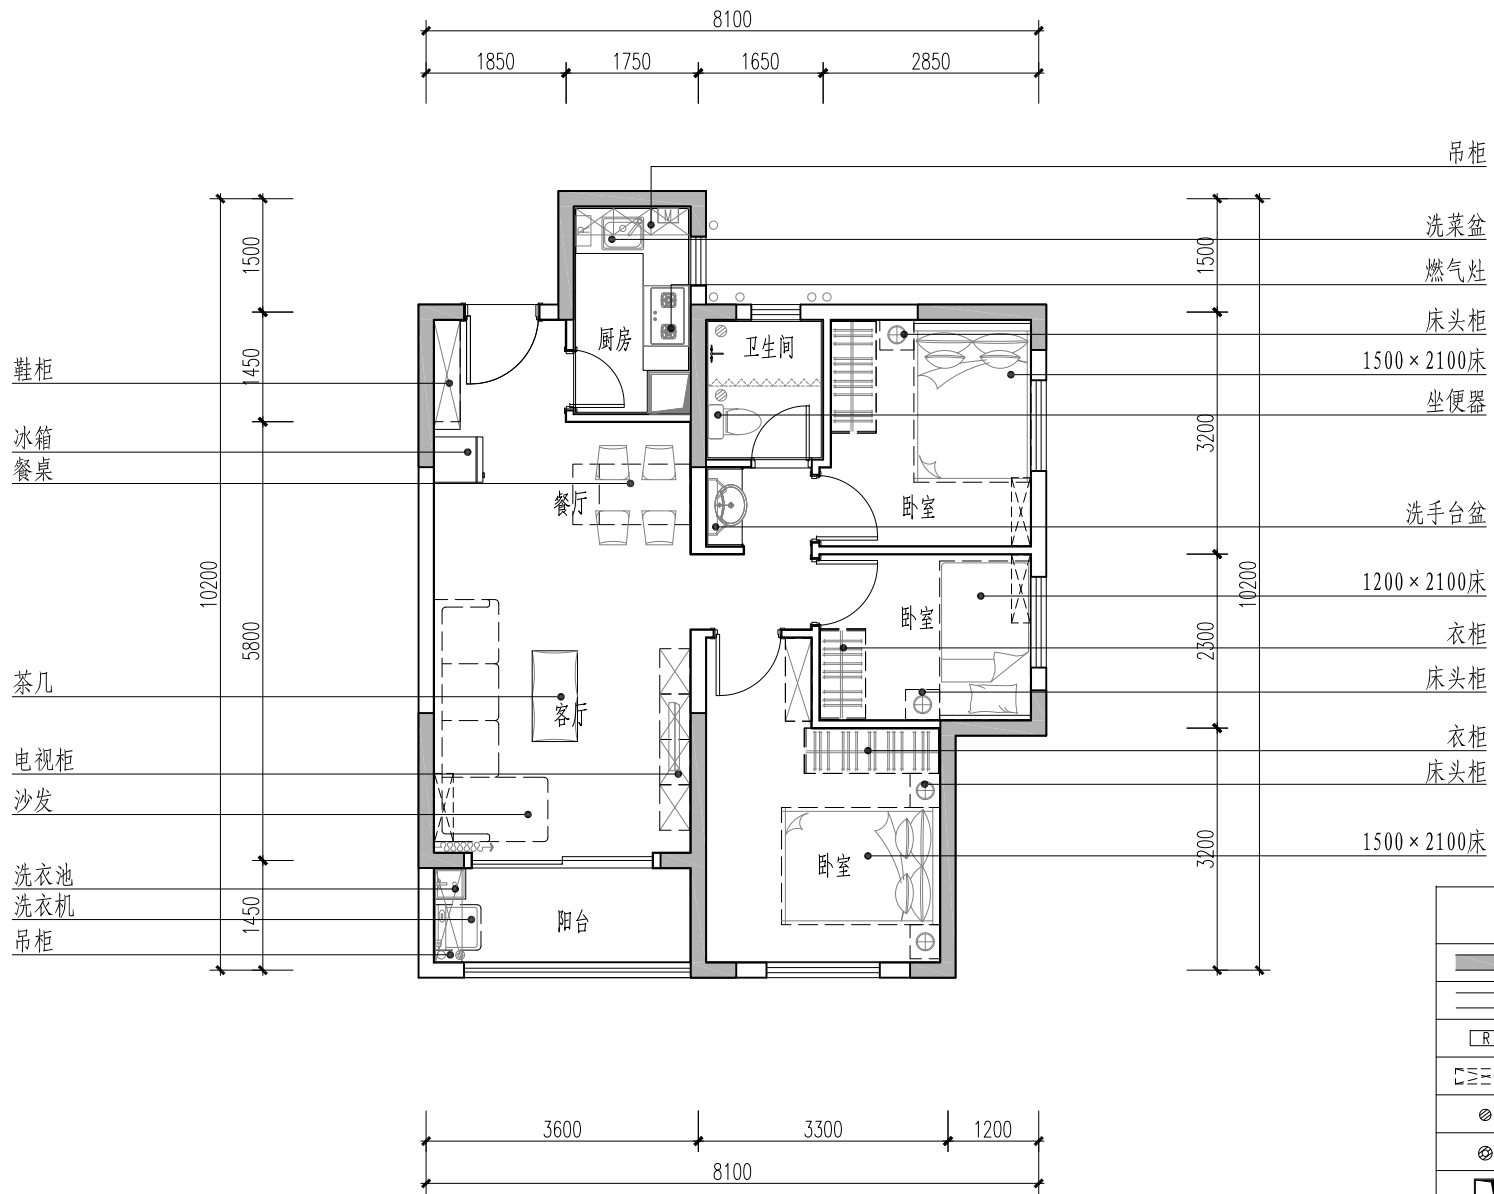 8100
1850
1750
1650
2850
吊柜
洗菜盆
燃气灶
床头柜
1500×2100床
坐便器
洗手台盆
1200×2100床
衣柜
床头柜
衣柜
床头柜
1500×2100床
鞋柜
冰箱
餐桌
茶几
电视柜
沙发
洗衣池
洗衣机
吊柜
1500
1450
5800
1450
10200
1500
3200
2300
3200
10200
厨房
卫生间
餐厅
卧室
卧室
客厅
卧室
阳台
R
3600
3300
1200
8100